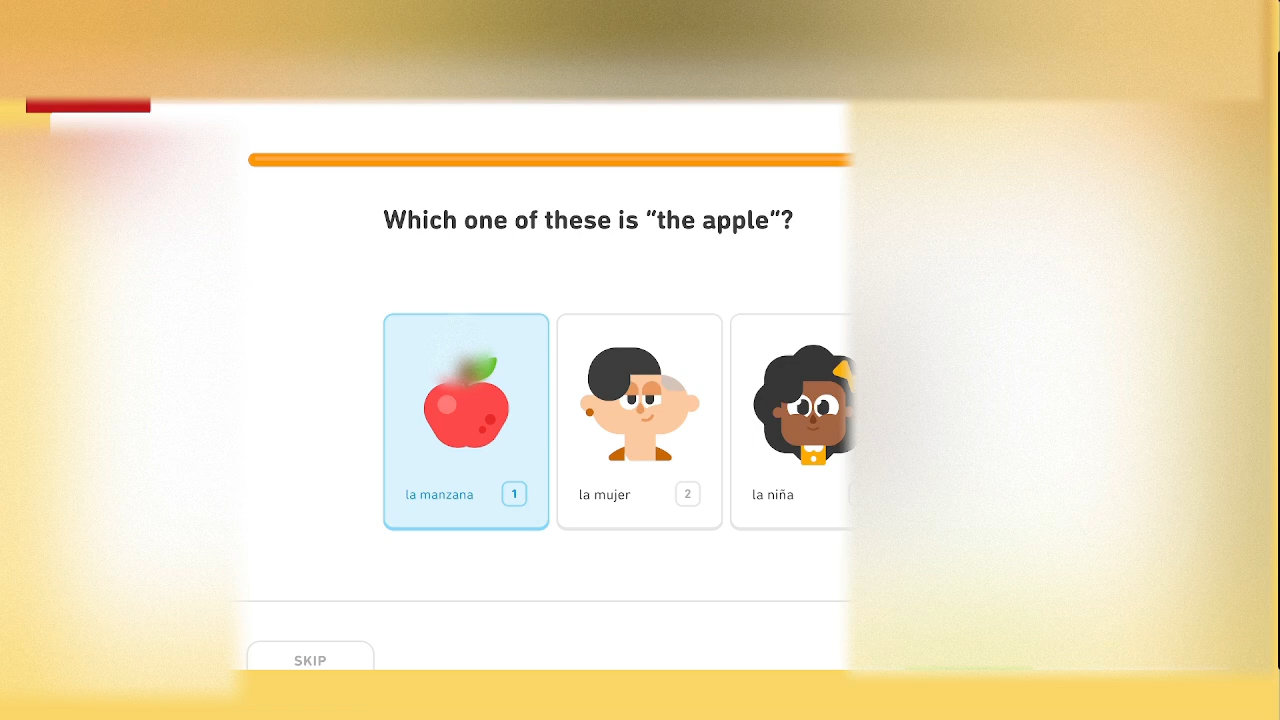 Which one of these is “the apple”?
la manzana 1
la mujer 2
la niña
SKIP